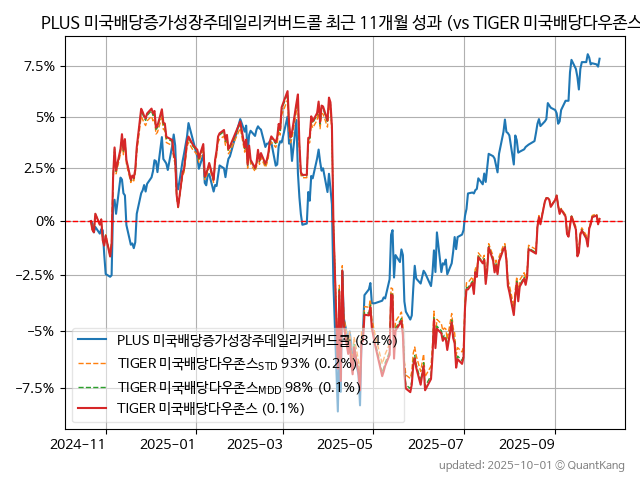 PLUS 미국배당증가성장주데일리커버드콜 최근 11개월 성과 (vs TIGER 미국배당다우존스
7.5%
5%
2.5%
0%
−2.5%
−5%
−7.5%
PLUS 미국배당증가성장주데일리커버드콜 (8.4%)
TIGER 미국배당다우존스STD 93% (0.2%)
TIGER 미국배당다우존스MDD 98% (0.1%)
TIGER 미국배당다우존스 (0.1%)
2024−11 2025−01 2025−03 2025−05 2025−07 2025−09
updated: 2025-10-01 © QuantKang